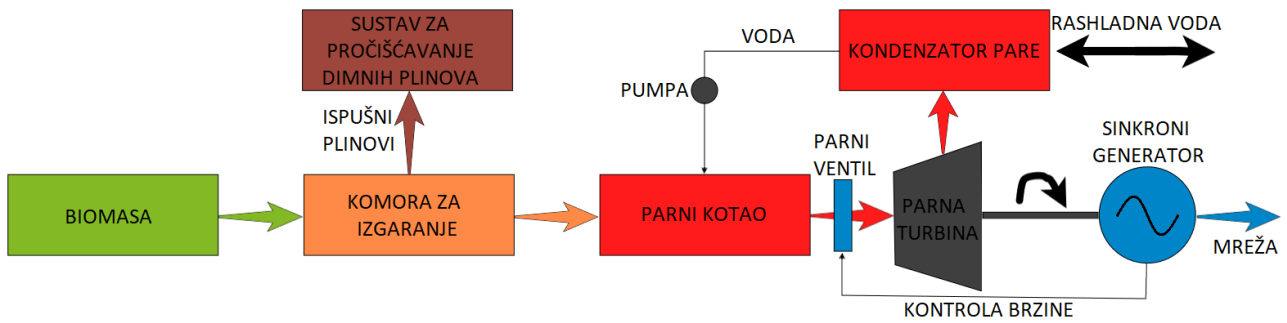 SUSTAV ZA
PROČIŠĆAVANJE
DIMNIH PLINOVA
VODA
KONDENZATOR PARE
RASHLADNA VODA
PUMPA
ISPUŠNI
PLINOVI
PARNI
VENTIL
SINKRONI
GENERATOR
BIOMASA
KOMORA ZA
IZGARANJE
PARNI KOTAO
PARNA
TURBINA
MREŽA
KONTROLA BRZINE